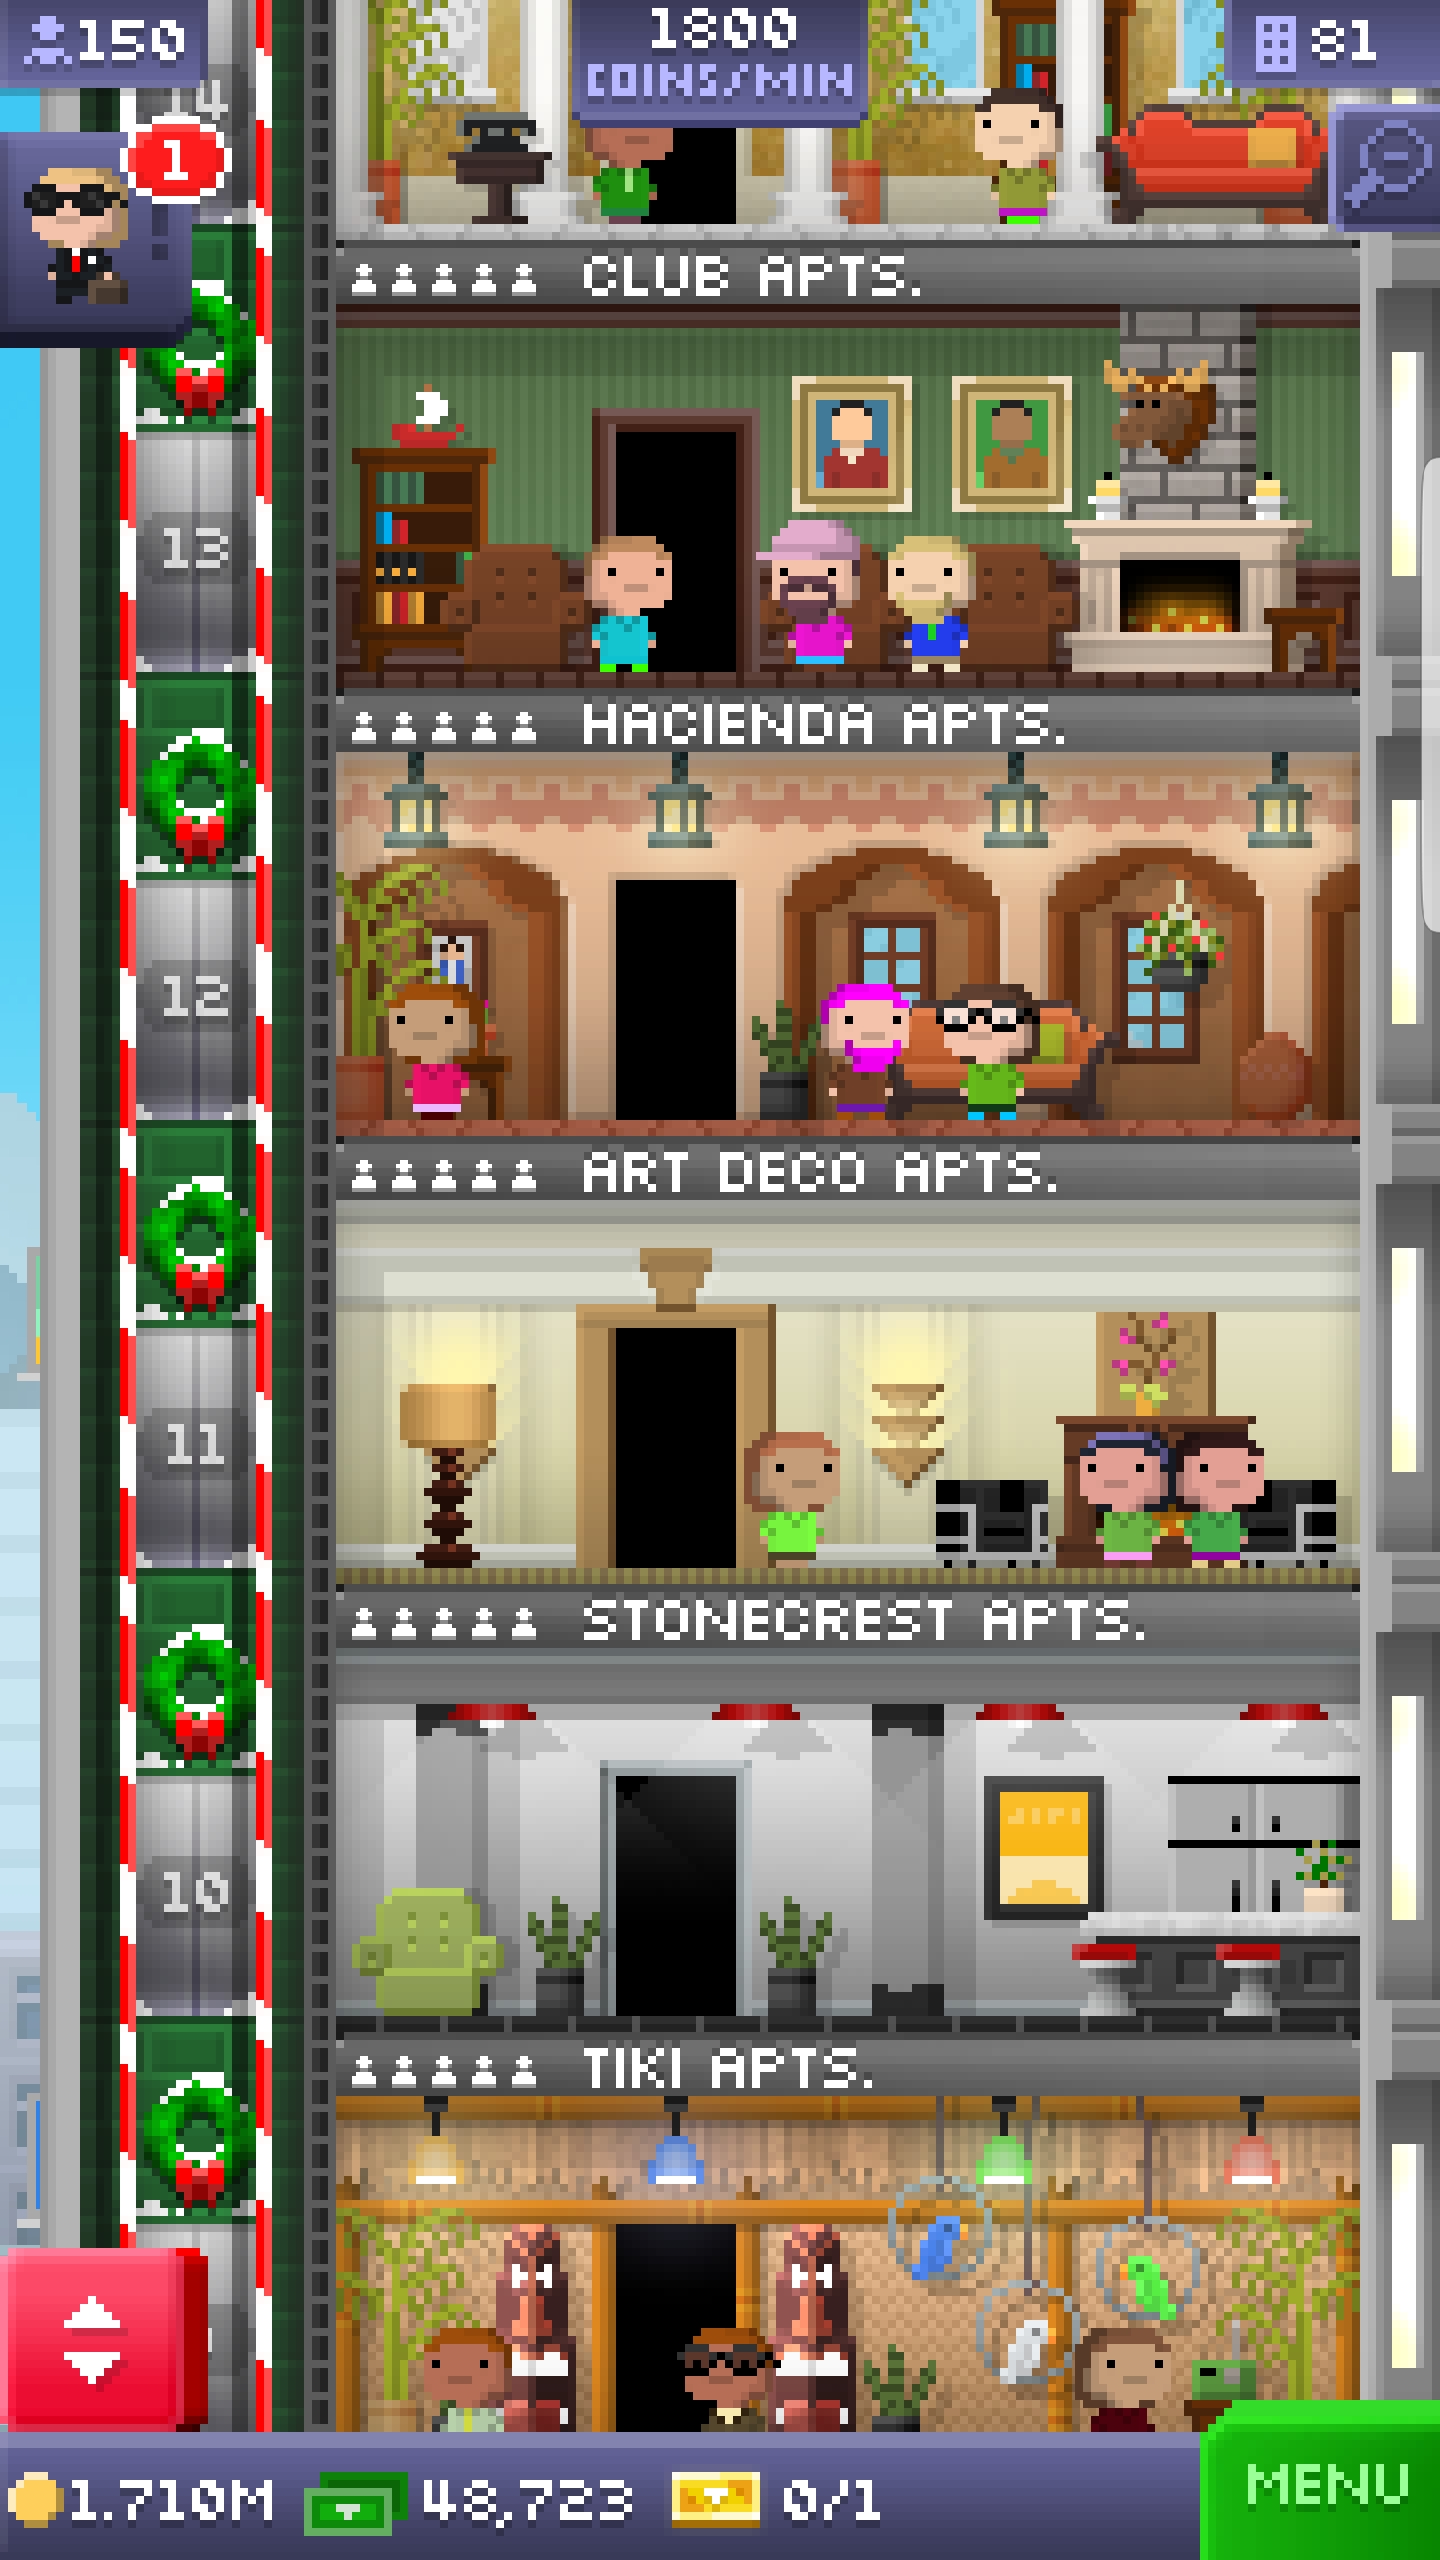 150
1800
COINS/MIN
81
14
1
CLUB APTS.
13
HACIENDA APTS.
12
ART DECO APTS.
11
STONECREST APTS.
10
TIKI APTS.
1.710M
48,723
0/1
MENU